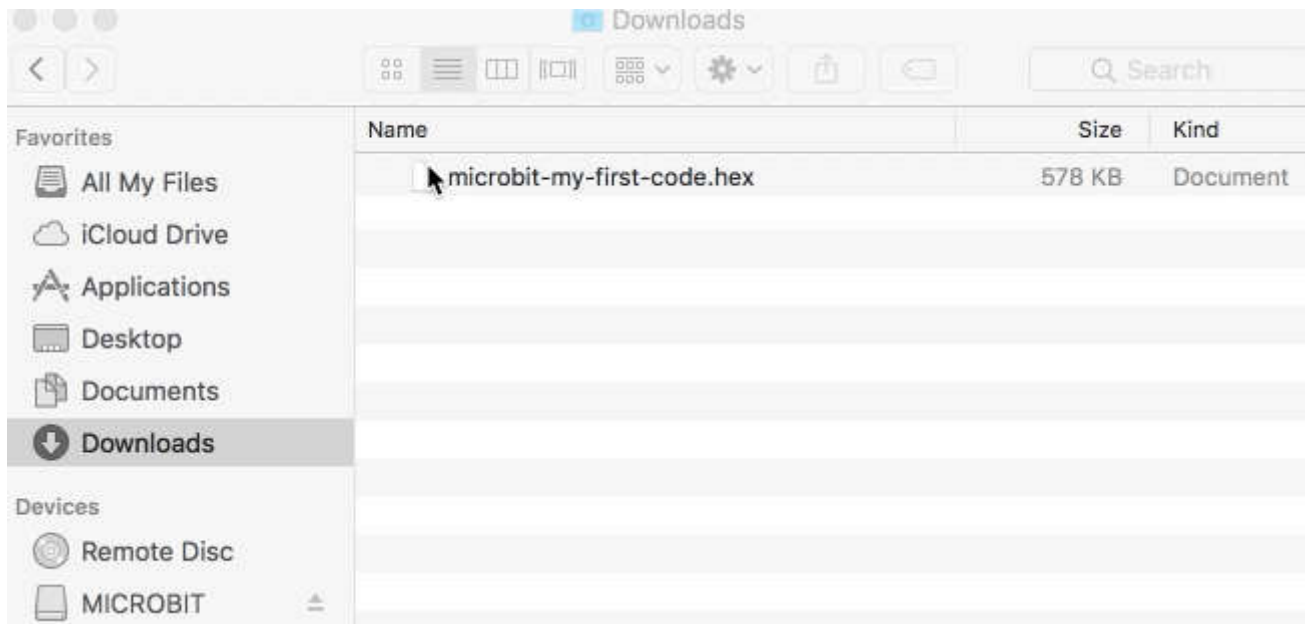 Downloads
Search
Favorites
All My Files
iCloud Drive
Applications
Desktop
Documents
Downloads
Devices
Remote Disc
MICROBIT
Name Size Kind
microbit-my-first-code.hex 578 KB Document